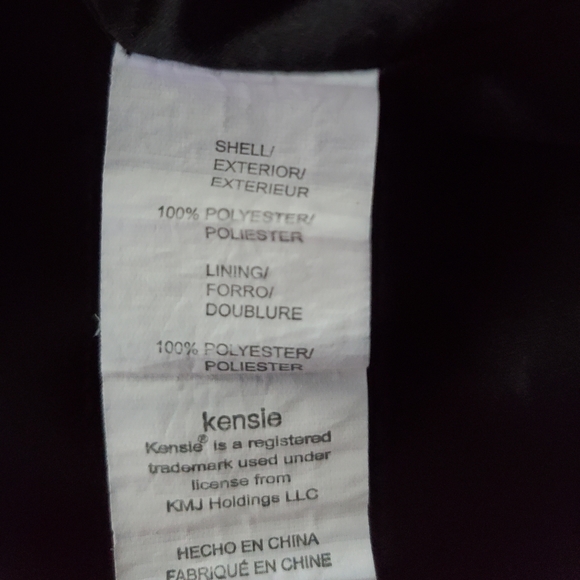 SHELL/
EXTERIOR/
EXTERIEUR
100% POLYESTER/
POLIESTER
LINING/
FORRO/
DOUBLURE
100% POLYESTER/
POLIESTER
kensie
Kensie® is a registered
trademark used under
license from
KMJ Holdings LLC
HECHO EN CHINA
FABRIQUÉ EN CHINE